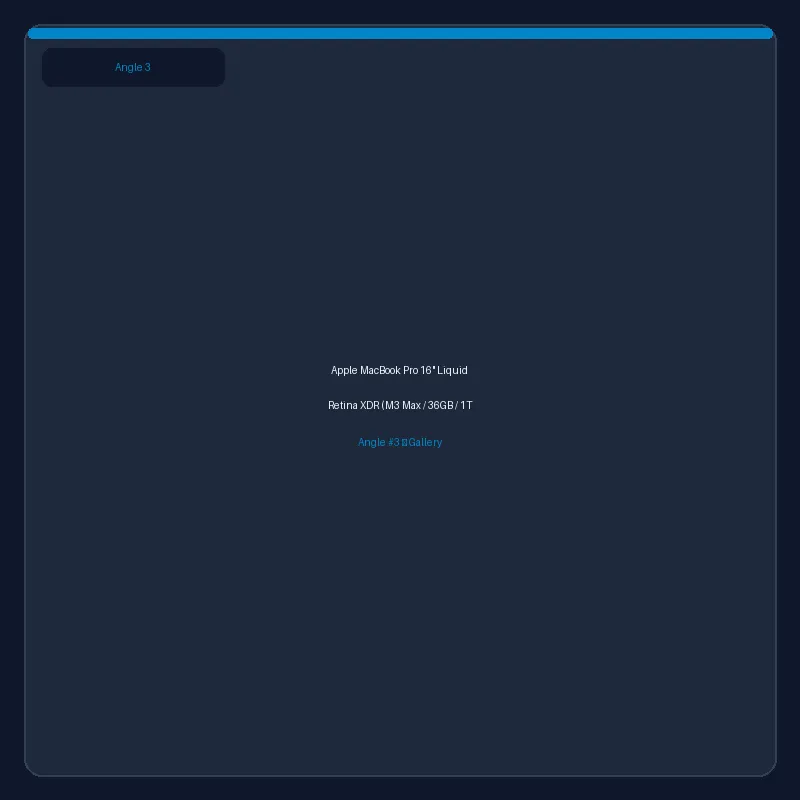 Angle 3
Apple MacBook Pro 16" Liquid
Retina XDR (M3 Max / 36GB / 1T
Angle #3 Gallery